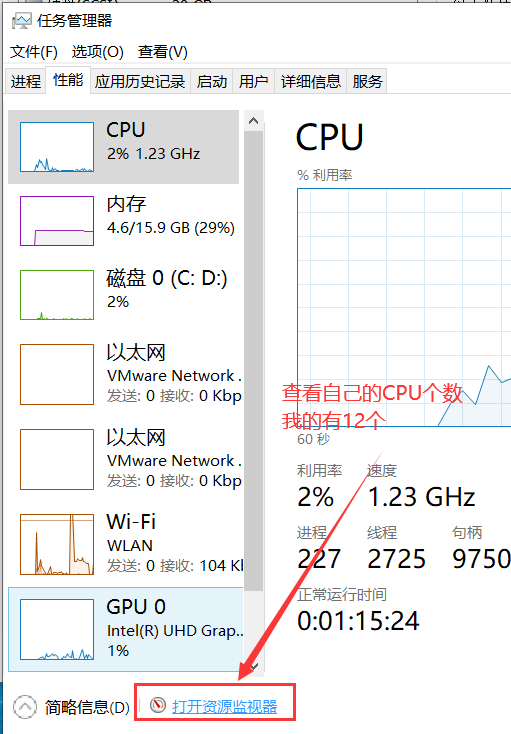 任务管理器
文件(F) 选项(O) 查看(V)
进程 性能 应用历史记录 启动 用户 详细信息 服务
CPU
2% 1.23 GHz
内存
4.6/15.9 GB (29%)
磁盘 0 (C: D:)
2%
以太网
VMware Network .
发送: 0 接收: 0 Kbp
以太网
VMware Network .
发送: 0 接收: 0 Kbp
Wi-Fi
WLAN
发送: 0 接收: 104 Kl
GPU 0
Intel(R) UHD Grap..
1%
CPU
% 利用率
查看自己的CPU个数
我的有12个
60 秒
利用率 速度
2% 1.23 GHz
进程 线程 句柄
227 2725 9750
正常运行时间
0:01:15:24
简略信息(D) 打开资源监视器